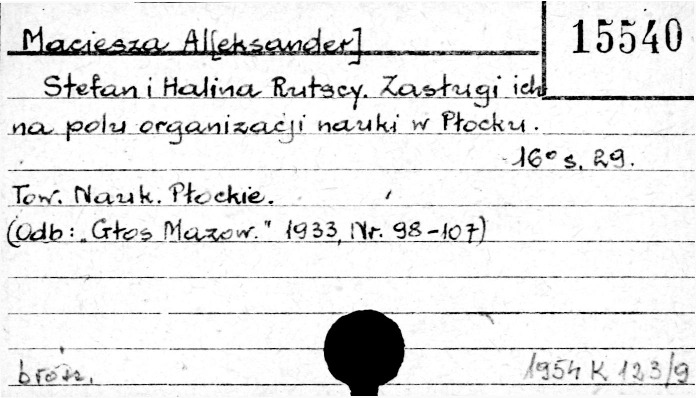 Maciesza Al[eksander]
15540
Stefan i Halina Rutscy. Zasługi ich
na polu organizacji nauki w Płocku.
16° s. 29.
Tow. Nauk. Płockie.
(Odb: „Głos Mazow." 1933, Nr. 98-107)
brosz.
1954 K 123/9